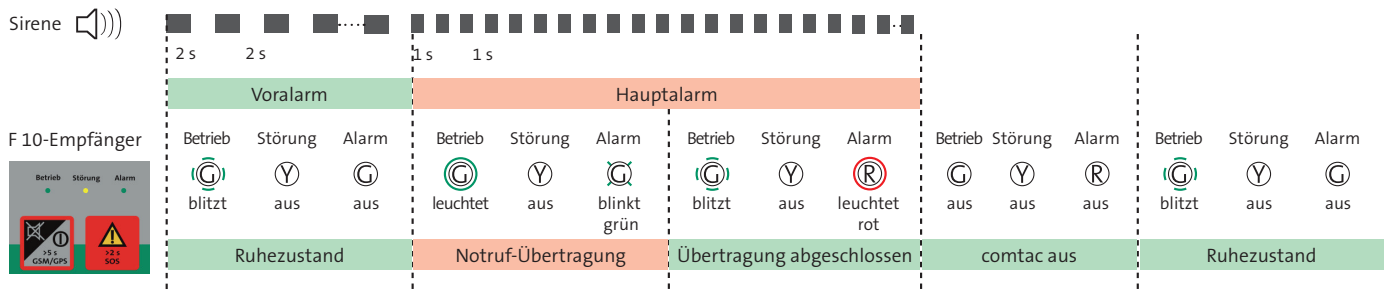 Sirene
2 s 2 s 1 s 1 s
Voralarm Hauptalarm
F 10-Empfänger
Betrieb Störung Alarm Betrieb Störung Alarm Betrieb Störung Alarm Betrieb Störung Alarm Betrieb Störung Alarm
G Y G G Y G G Y R G Y R G Y G
blitzt aus aus leuchtet aus blinkt grün blitzt aus leuchtet rot aus aus aus blitzt aus aus
Betrieb Störung Alarm
>5 s >2 s
GSM/GPS SOS
Ruhezustand Notruf-Übertragung Übertragung abgeschlossen comtac aus Ruhezustand